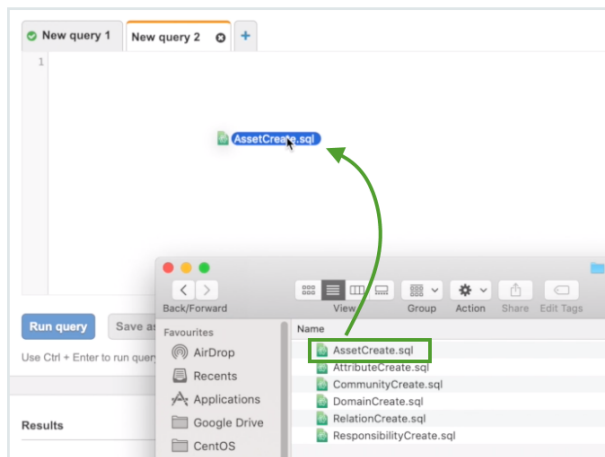 New query 1
New query 2
1
AssetCreate.sql
Back/Forward
View
Group
Action
Share
Edit Tags
Run query
Save as
Use Ctrl + Enter to run query
Favourites
AirDrop
Recents
Applications
Google Drive
CentOS
Name
AssetCreate.sql
AttributeCreate.sql
CommunityCreate.sql
DomainCreate.sql
RelationCreate.sql
ResponsibilityCreate.sql
Results